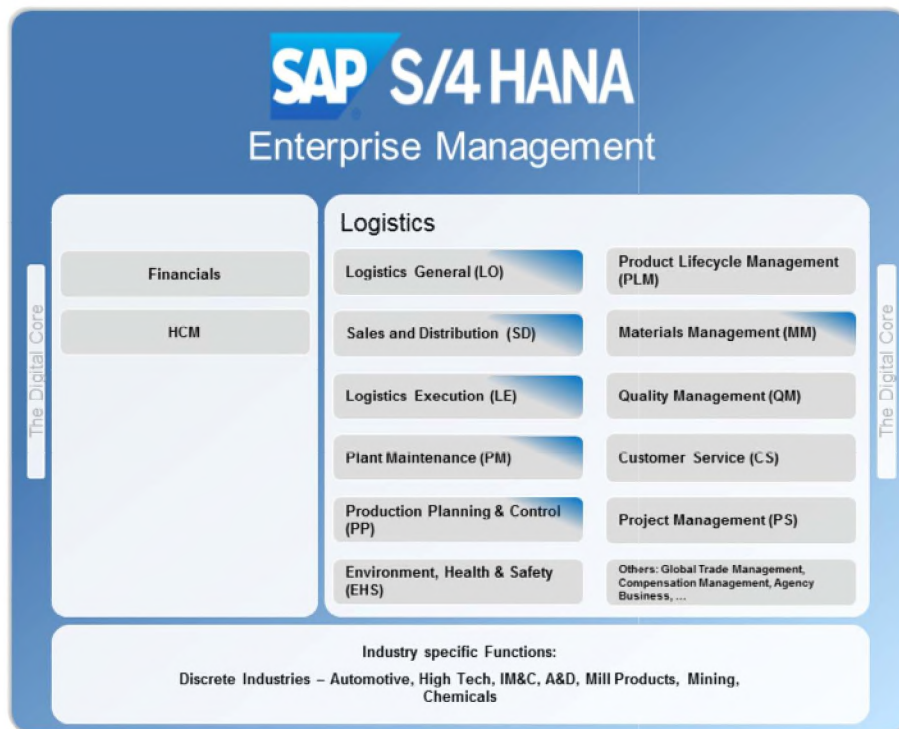 SAP S/4 HANA
Enterprise Management
The Digital Core
Financials
HCM
Logistics
Logistics General (LO)
Sales and Distribution (SD)
Logistics Execution (LE)
Plant Maintenance (PM)
Production Planning & Control
(PP)
Environment, Health & Safety
(EHS)
Product Lifecycle Management
(PLM)
Materials Management (MM)
Quality Management (QM)
Customer Service (CS)
Project Management (PS)
Others: Global Trade Management,
Compensation Management, Agency
Business, ...
The Digital Core
Industry specific Functions:
Discrete Industries – Automotive, High Tech, IM&C, A&D, Mill Products, Mining,
Chemicals